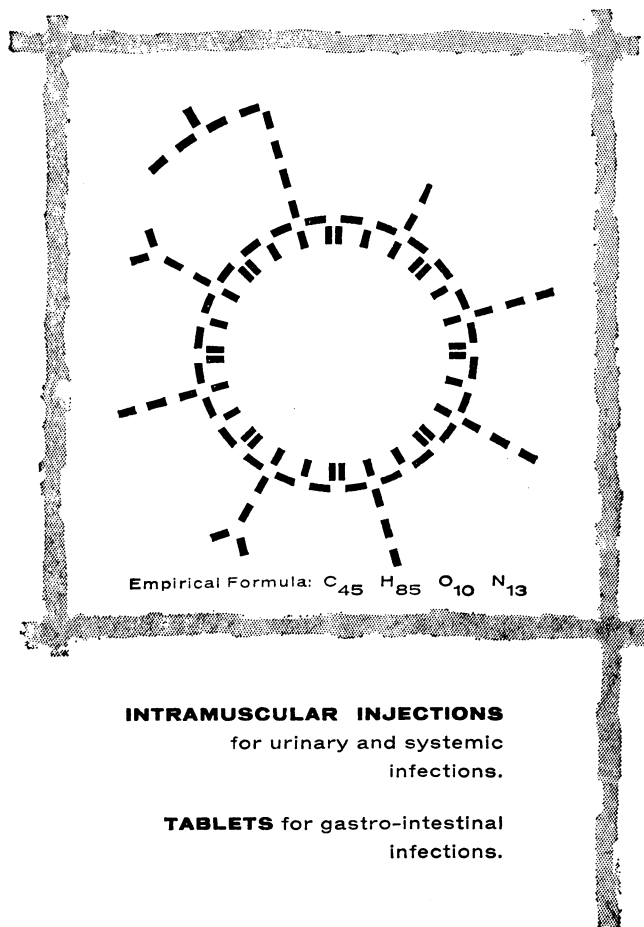 Empirical Formula: C45 H85 O10 N13
INTRAMUSCULAR INJECTIONS
for urinary and systemic
infections.
TABLETS for gastro-intestinal
infections.